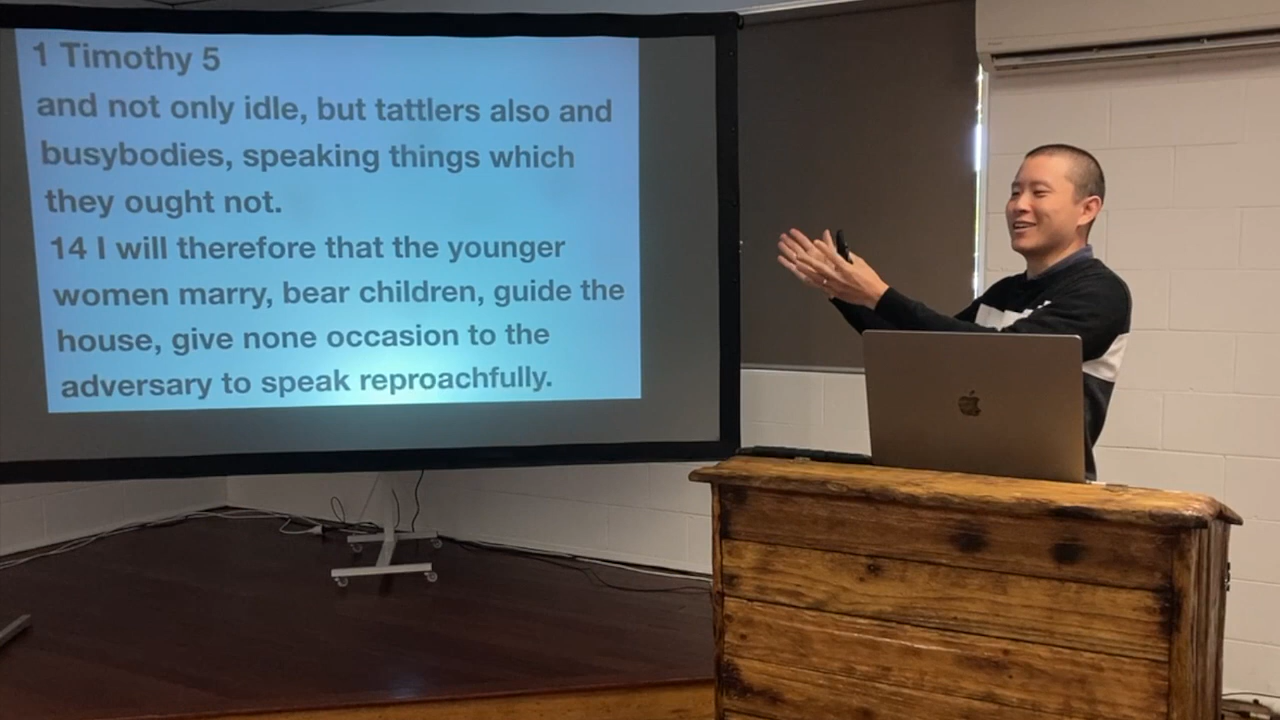 1 Timothy 5
and not only idle, but tattlers also and
busybodies, speaking things which
they ought not.
14 I will therefore that the younger
women marry, bear children, guide the
house, give none occasion to the
adversary to speak reproachfully.